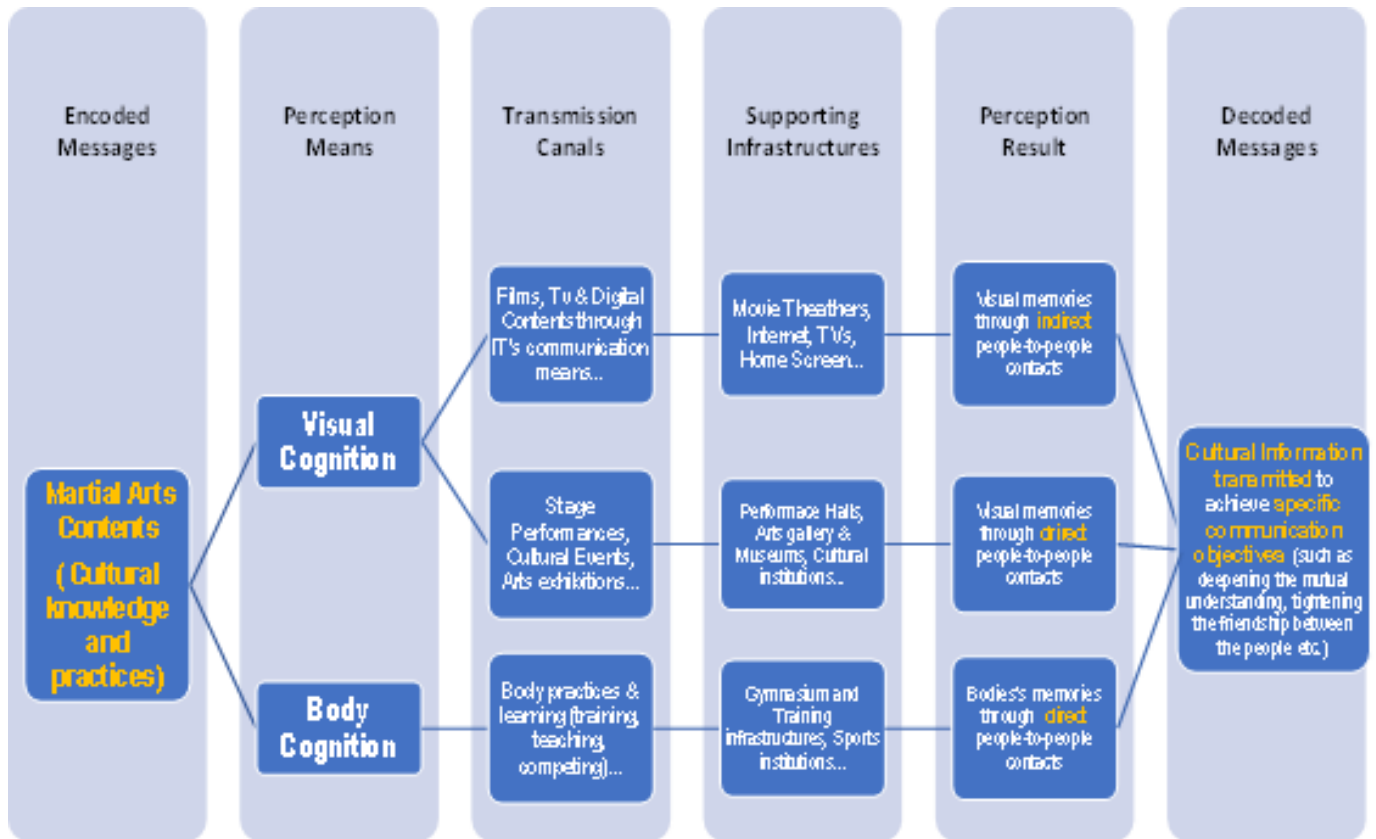 Encoded
Messages
Perception
Means
Transmission
Canals
Supporting
Infrastructures
Perception
Result
Decoded
Messages
Martial Arts
Contents
( Cultural
knowledge
and
practices)
Visual
Cognition
Body
Cognition
Films, Tv & Digital
Contents through
IT's communication
means...
Stage
Performances,
Cultural Events,
Arts exhibitions...
Body practices &
learning (training,
teaching,
competing)...
Movie Theathers,
Internet, TVs,
Home Screen...
Performace Halls,
Arts gallery &
Museums, Cultural
institutions...
Gymnasium and
Training
infrastructures, Sports
institutions...
Visual memories
through indirect
people-to-people
contacts
Visual memories
through drirect
people-to-people
contacts
Bodies's memories
through direct
people-to-people
contacts
Cultural Information
transmitted to
achieve specific
communication
objectives (such as
deepening the mutual
understanding, tightening
the friendship between
the people etc.)